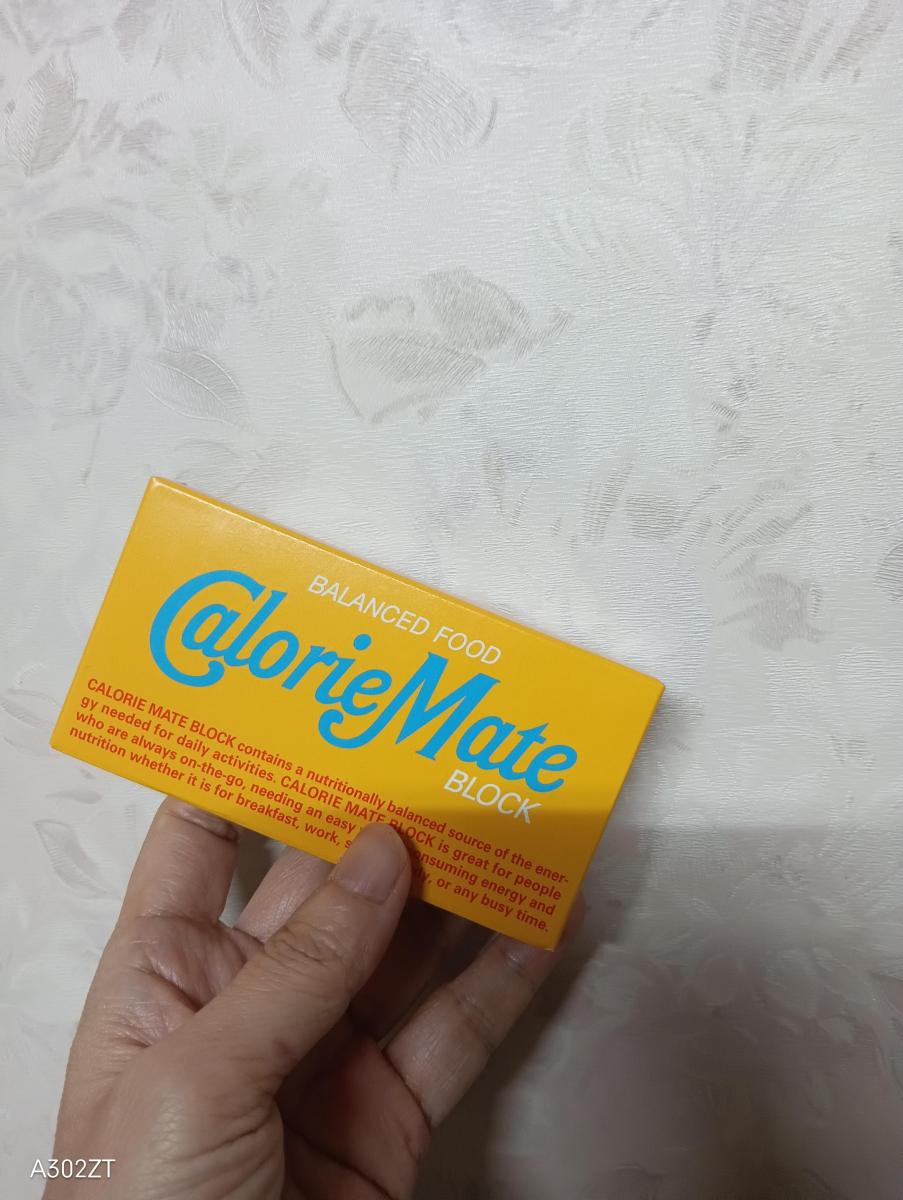 BALANCED FOOD
CalorieMate
BLOCK
CALORIE MATE BLOCK contains a nutritionally balanced source of the ener-
gy needed for daily activities. CALORIE MATE BLOCK is great for people
who are always on-the-go, needing an easy consuming energy and
nutrition whether it is for breakfast, work, or any busy time.
A302ZT